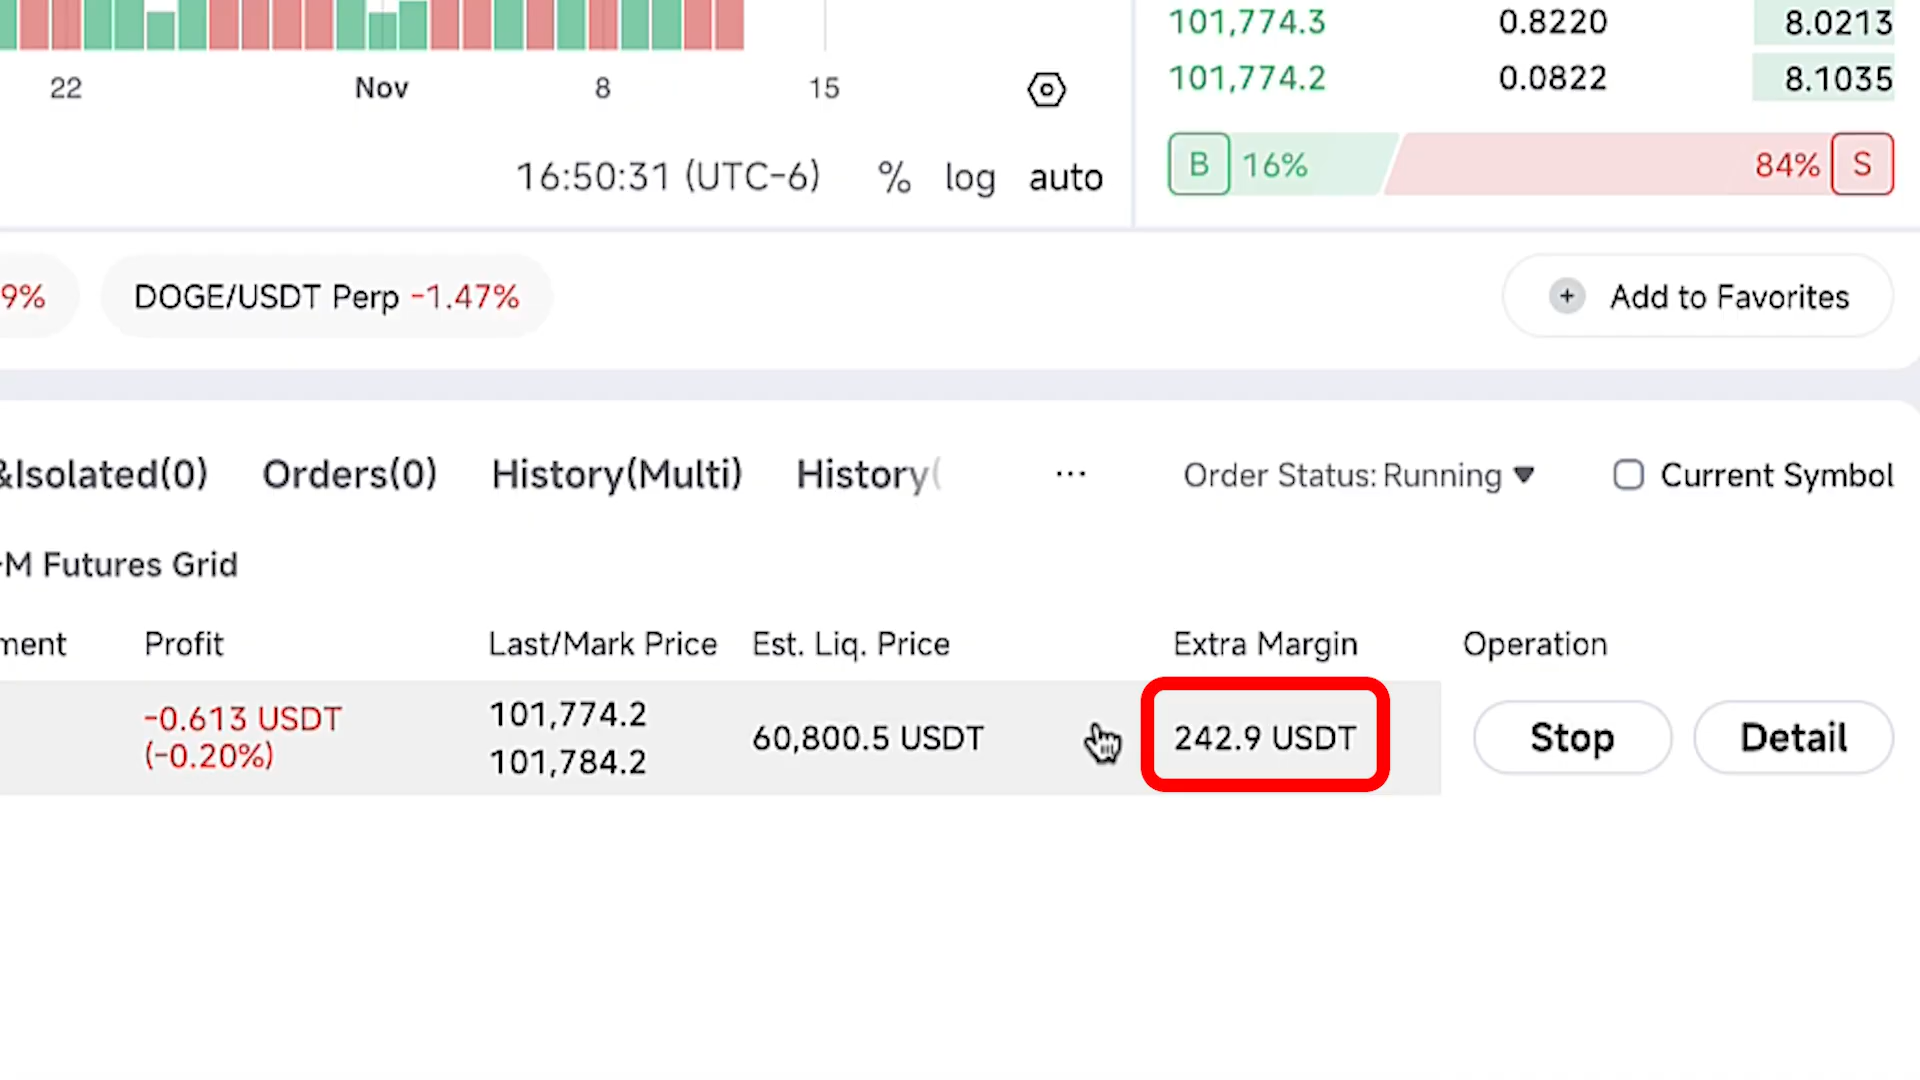 101,774.3 0.8220 8.0213
101,774.2 0.0822 8.1035
22 Nov 8 15
B 16% 84% S
16:50:31 (UTC-6) % log auto
9% DOGE/USDT Perp -1.47% + Add to Favorites
&Isolated(0) Orders(0) History(Multi) History( ··· Order Status: Running Current Symbol
-M Futures Grid
ment Profit Last/Mark Price Est. Liq. Price Extra Margin Operation
-0.613 USDT 101,774.2
60,800.5 USDT 242.9 USDT Stop Detail
(-0.20%) 101,784.2